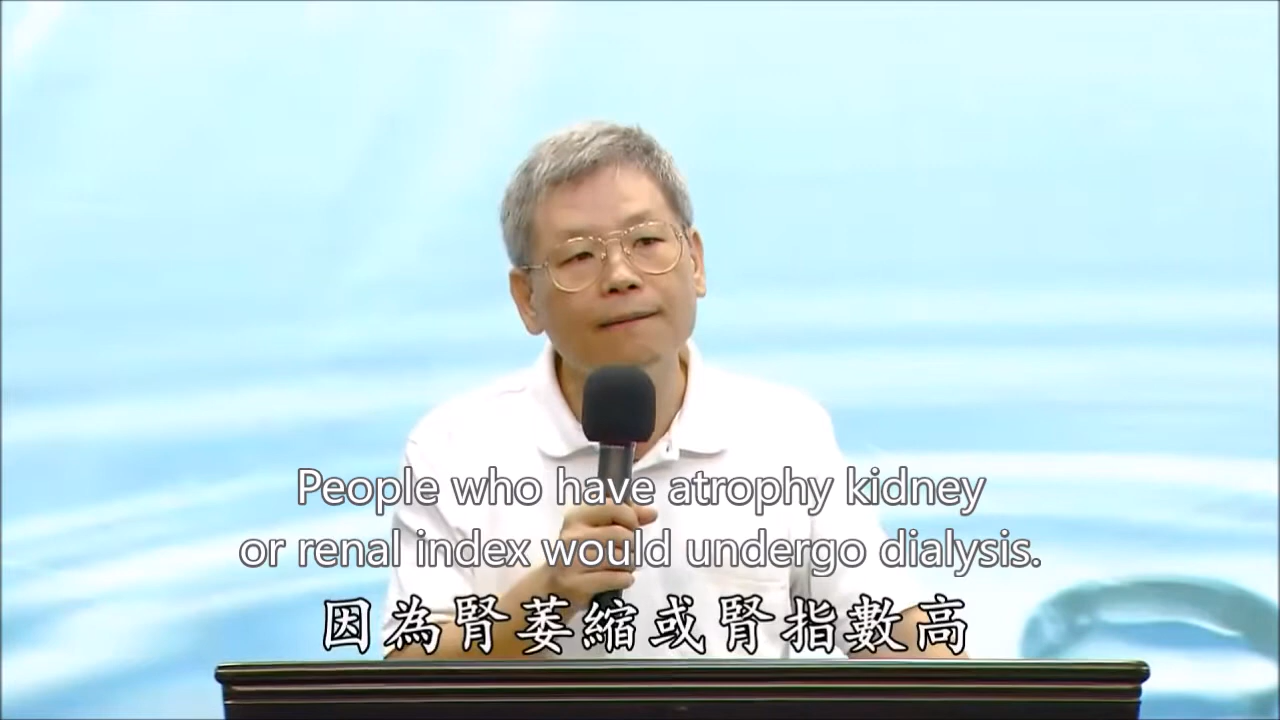 People who have atrophy kidney
or renal index would undergo dialysis.
因為腎萎縮或腎指數高